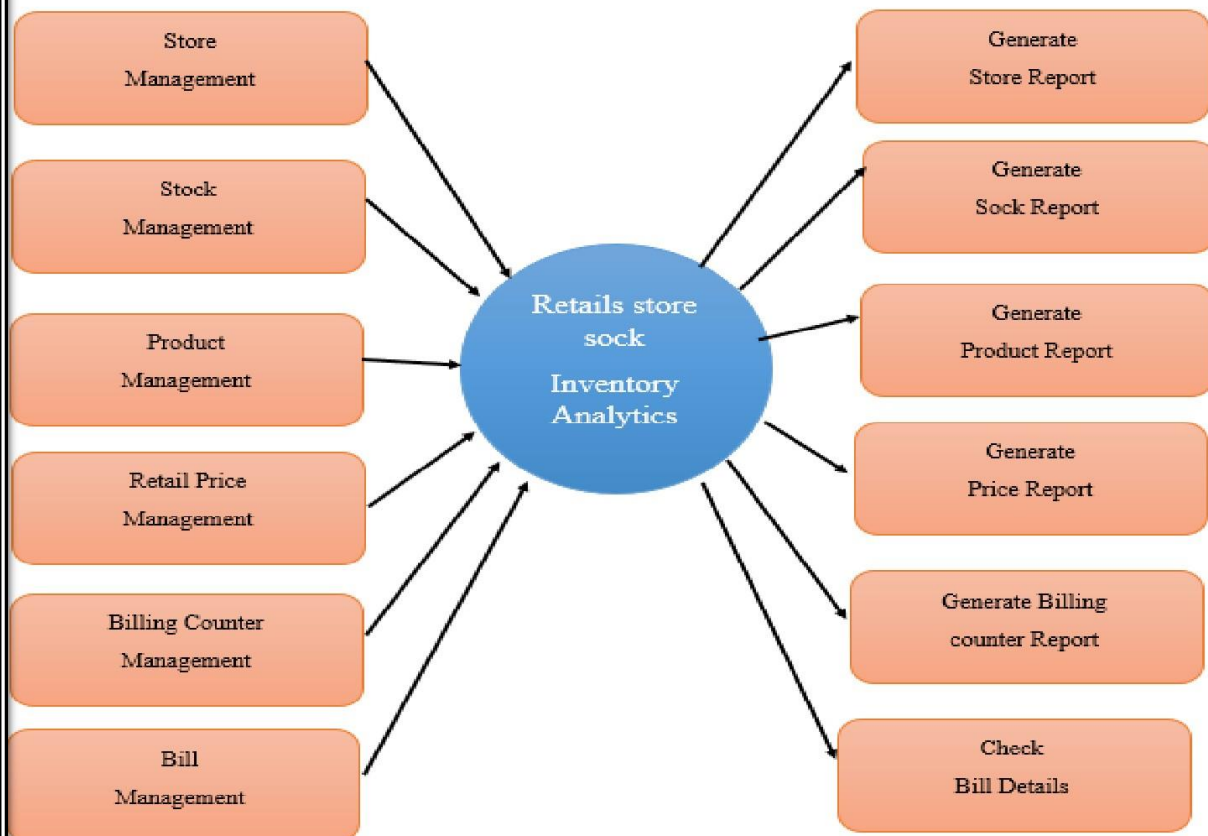 Store
Management
Stock
Management
Product
Management
Retail Price
Management
Billing Counter
Management
Bill
Management
Retails store
sock
Inventory
Analytics
Generate
Store Report
Generate
Sock Report
Generate
Product Report
Generate
Price Report
Generate Billing
counter Report
Check
Bill Details